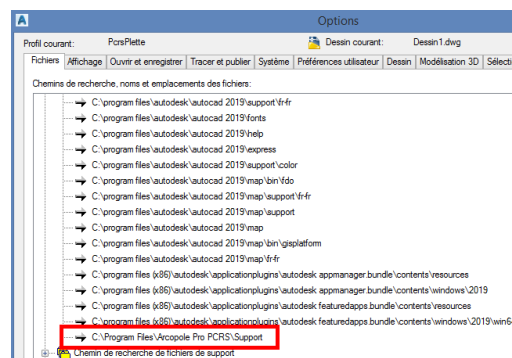 Options
Profil courant: PcrsPlette Dessin courant: Dessin1.dwg
Fichiers Affichage Ouvrir et enregistrer Tracer et publier Système Préférences utilisateur Dessin Modélisation 3D Sélecti
Chemins de recherche, noms et emplacements des fichiers:
C:\program files\autodesk\autocad 2019\support\fr-fr
C:\program files\autodesk\autocad 2019\fonts
C:\program files\autodesk\autocad 2019\help
C:\program files\autodesk\autocad 2019\express
C:\program files\autodesk\autocad 2019\support\color
C:\program files\autodesk\autocad 2019\map\bin\fdo
C:\program files\autodesk\autocad 2019\map\support\fr-fr
C:\program files\autodesk\autocad 2019\map\support
C:\program files\autodesk\autocad 2019\map
C:\program files\autodesk\autocad 2019\map\bin\gisplatform
C:\program files\autodesk\autocad 2019\map\fr-fr
C:\program files (x86)\autodesk\applicationplugins\autodesk appmanager.bundle\contents\resources
C:\program files (x86)\autodesk\applicationplugins\autodesk appmanager.bundle\contents\windows\2019
C:\program files (x86)\autodesk\applicationplugins\autodesk featuredapps.bundle\contents\resources
C:\program files (x86)\autodesk\applicationplugins\autodesk featuredapps.bundle\contents\windows\2019\win64
C:\Program Files\Arcopole Pro PCRS\Support
Chemin de recherche de fichiers de support